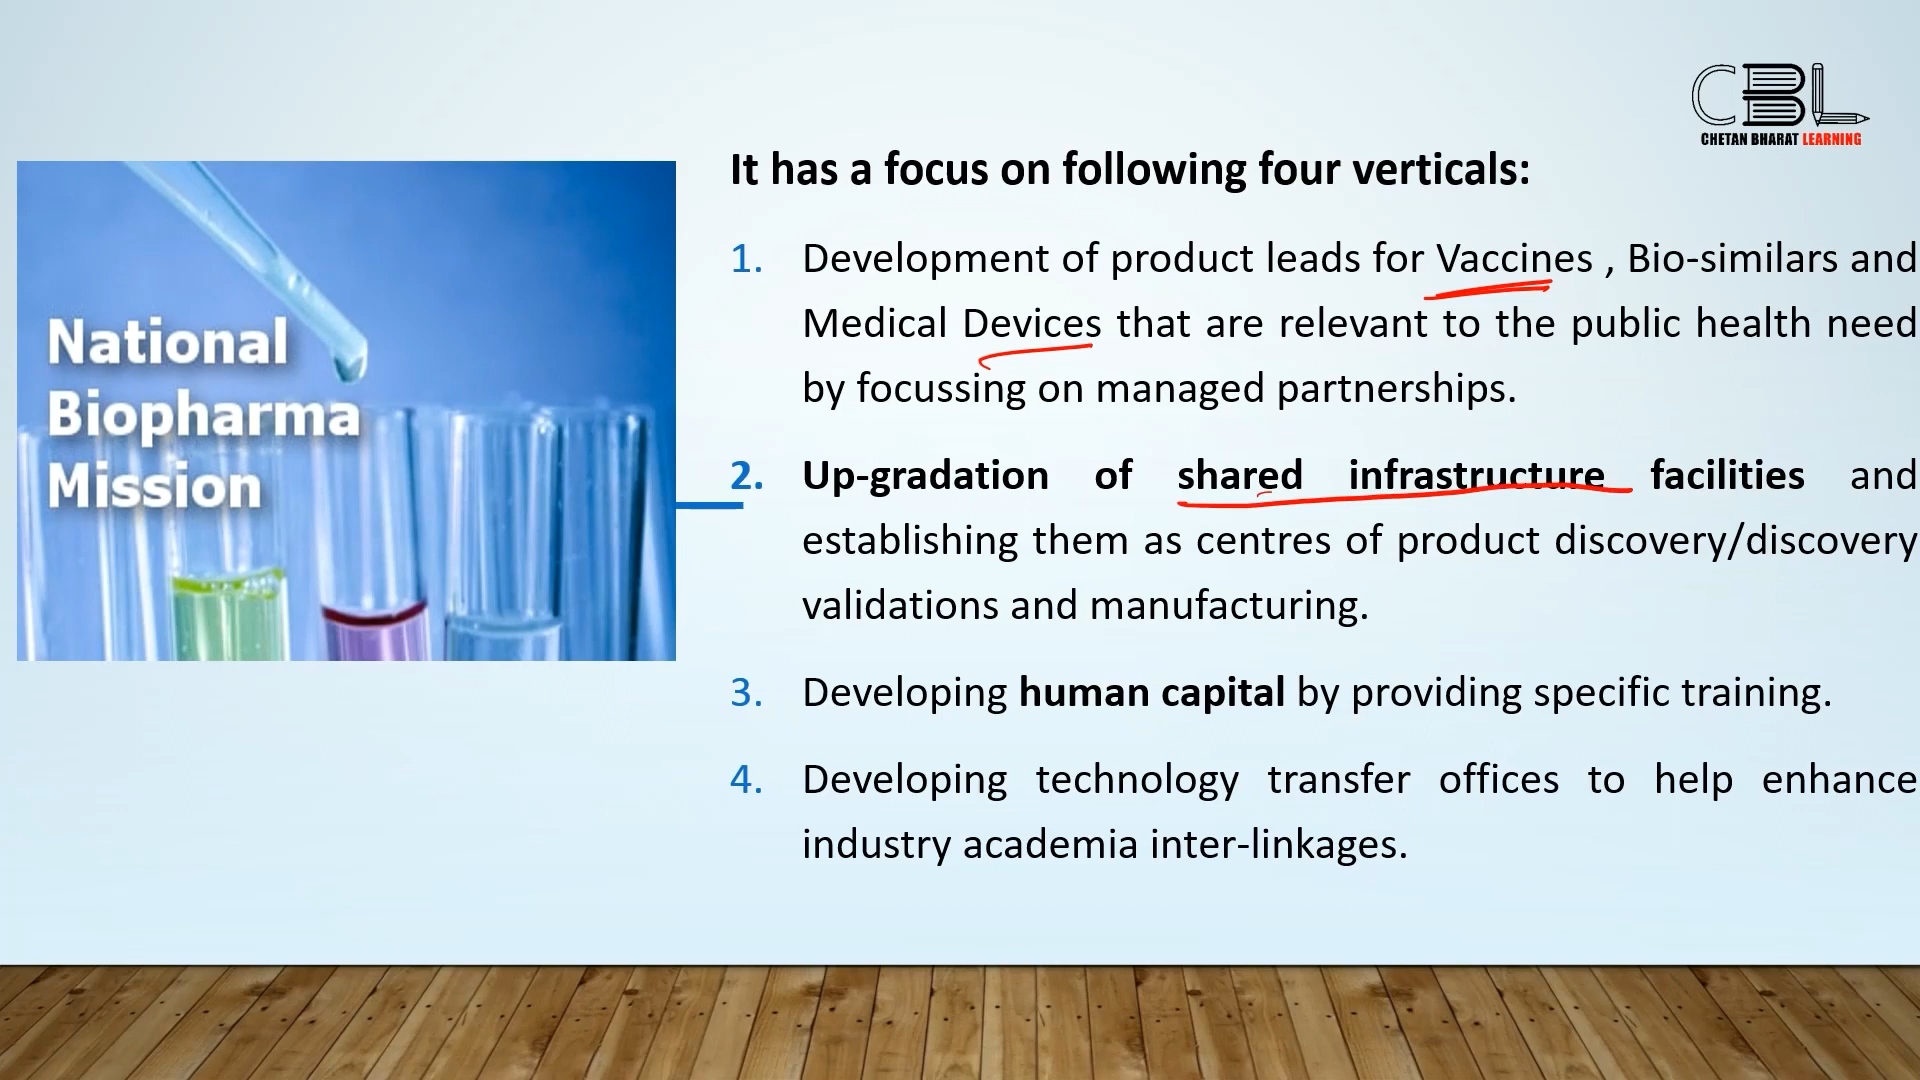 CBL
CHETAN BHARAT LEARNING
National
Biopharma
Mission
It has a focus on following four verticals:
1. Development of product leads for Vaccines , Bio-similars and
Medical Devices that are relevant to the public health need
by focussing on managed partnerships.
2. Up-gradation of shared infrastructure facilities and
establishing them as centres of product discovery/discovery
validations and manufacturing.
3. Developing human capital by providing specific training.
4. Developing technology transfer offices to help enhance
industry academia inter-linkages.